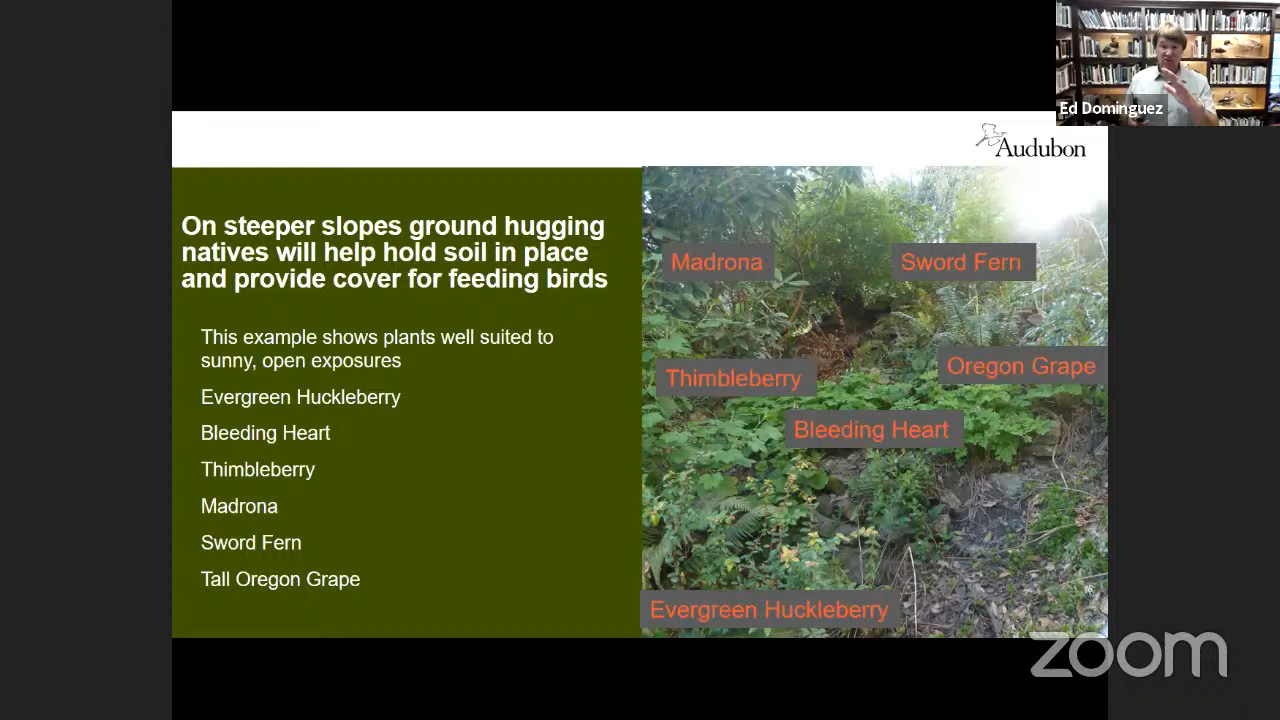 Ed Dominguez
Audubon
On steeper slopes ground hugging
natives will help hold soil in place
and provide cover for feeding birds
This example shows plants well suited to
sunny, open exposures
Evergreen Huckleberry
Bleeding Heart
Thimbleberry
Madrona
Sword Fern
Tall Oregon Grape
Madrona
Sword Fern
Thimbleberry
Oregon Grape
Bleeding Heart
Evergreen Huckleberry
zoom